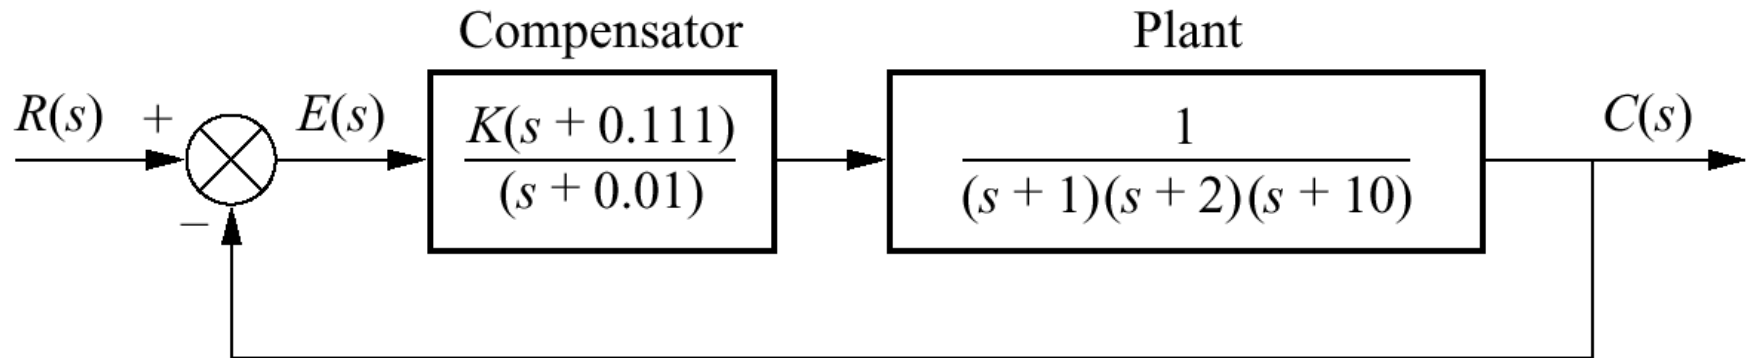 Compensator
Plant
R(s)
+
E(s)
K(s + 0.111)
(s + 0.01)
1
(s + 1)(s + 2)(s + 10)
C(s)
−